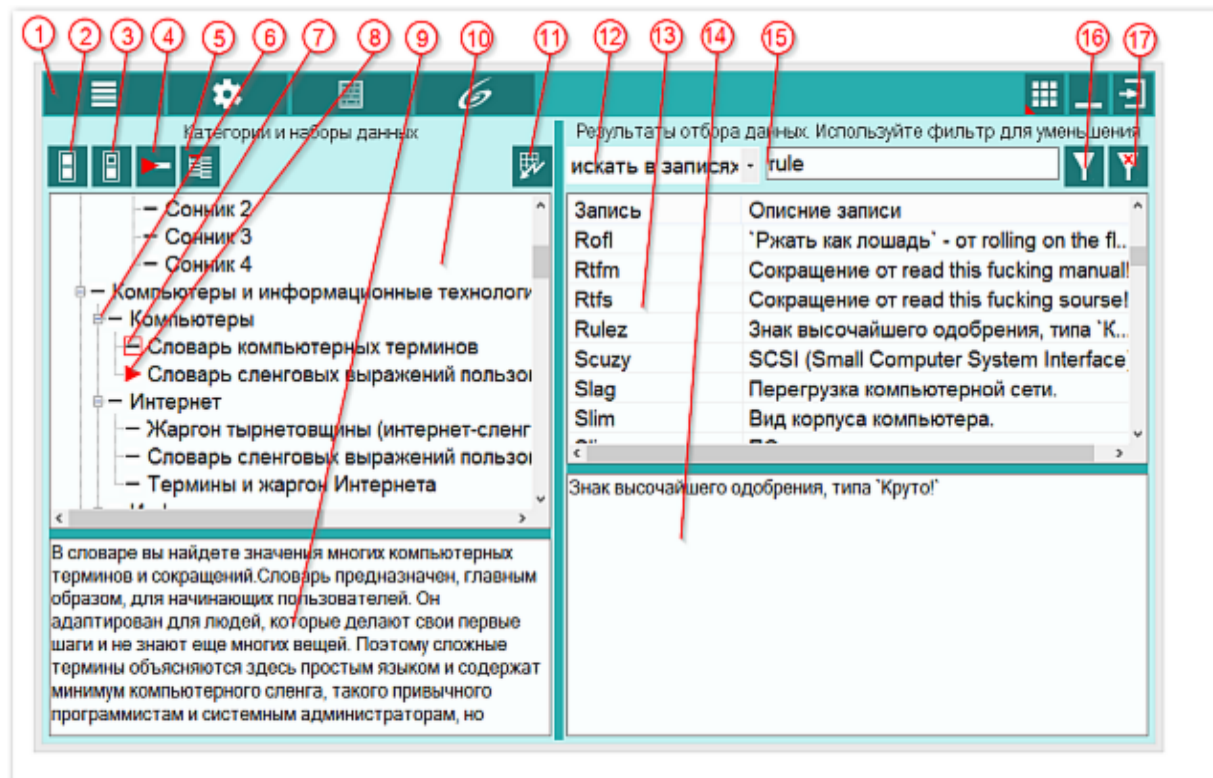 1 2 3 4 5 6 7 8 9 10 11 12 13 14 15 16 17
Категории и наборы данных
Сонник 2
Сонник 3
Сонник 4
Компьютеры и информационные технологи
Компьютеры
Словарь компьютерных терминов
Словарь сленговых выражений пользо
Интернет
Жаргон тырнетовщины (интернет-сленг
Словарь сленговых выражений пользо
Термины и жаргон Интернета
В словаре вы найдете значения многих компьютерных
терминов и сокращений.Словарь предназначен, главным
образом, для начинающих пользователей. Он
адаптирован для людей, которые делают свои первые
шаги и не знают еще многих вещей. Поэтому сложные
термины объясняются здесь простым языком и содержат
минимум компьютерного сленга, такого привычного
программистам и системным администраторам, но
Результаты отбора данных. Используйте фильтр для уменьшения
искать в записях rule
Запись Описние записи
Rofl `Ржать как лошадь` - от rolling on the fl..
Rtfm Сокращение от read this fucking manual!
Rtfs Сокращение от read this fucking sourse!
Rulez Знак высочайшего одобрения, типа `К...
Scuzy SCSI (Small Computer System Interface)
Slag Перегрузка компьютерной сети.
Slim Вид корпуса компьютера.
Знак высочайшего одобрения, типа `Круто!`